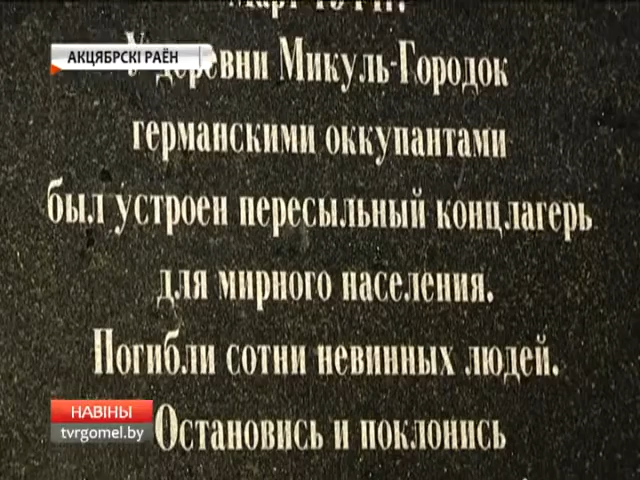 АКЦЯБРСКІ РАЁН
У деревни Микуль-Городок
германскими оккупантами
был устроен пересыльный концлагерь
для мирного населения.
Погибли сотни невинных людей.
НАВІНЫ
tvrgomel.by
Остановись и поклонись